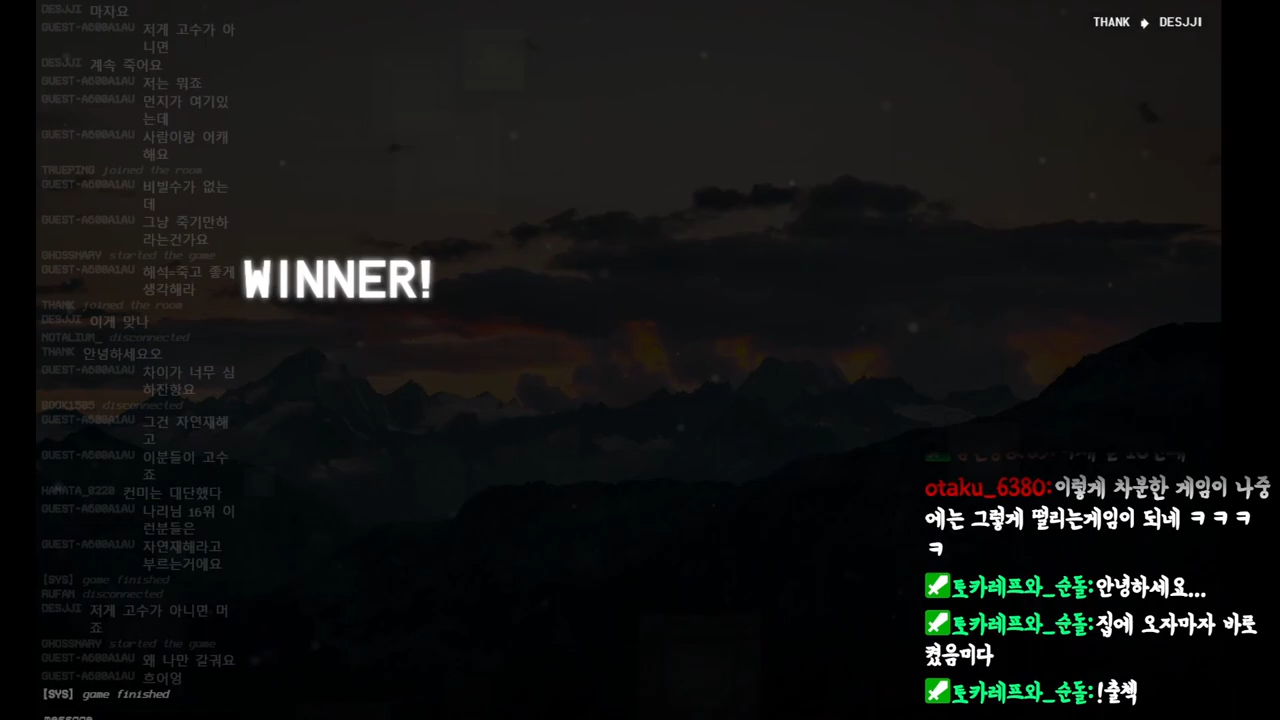 DESJJI 마자요
GUEST-A600A1AU 저게 고수가 아
니면
DESJJI 계속 죽어요
GUEST-A600A1AU 저는 뭐죠
GUEST-A600A1AU 먼지가 여기있
는데
GUEST-A600A1AU 사람이랑 어캐
해요
TRUEPING joined the room
GUEST-A600A1AU 비빌수가 없는
데
GUEST-A600A1AU 그냥 죽기만하
라는건가요
GHOSSMARY started the game
GUEST-A600A1AU 해석-죽고 좋게
생각해라
THANK joined the room
DESJJI 이게 맞나
NOTALIUM_ disconnected
THANK 안녕하세요오
GUEST-A600A1AU 차이가 너무 심
하진항요
BOOK1505 disconnected
GUEST-A600A1AU 그건 자연재해
고
GUEST-A600A1AU 이분들이 고수
죠
HAMATA_0220 컨미는 대단했다
GUEST-A600A1AU 나리님 16위 이
런분들은
GUEST-A600A1AU 자연재해라고
부르는거에요
[SYS] game finished
RUFAN disconnected
DESJJI 저게 고수가 아니면 머
죠
GHOSSMARY started the game
GUEST-A600A1AU 왜 나만 갈궈요
GUEST-A600A1AU 흐어엉
[SYS] game finished
message
WINNER!
THANK DESJJI
otaku_6380: 이렇게 차분한 게임이 나중
에는 그렇게 떨리는게임이 되네 ㅋ ㅋ ㅋ
ㅋ
토카레프와_순돌: 안녕하세요...
토카레프와_순돌: 집에 오자마자 바로
켰음미다
토카레프와_순돌: !출첵